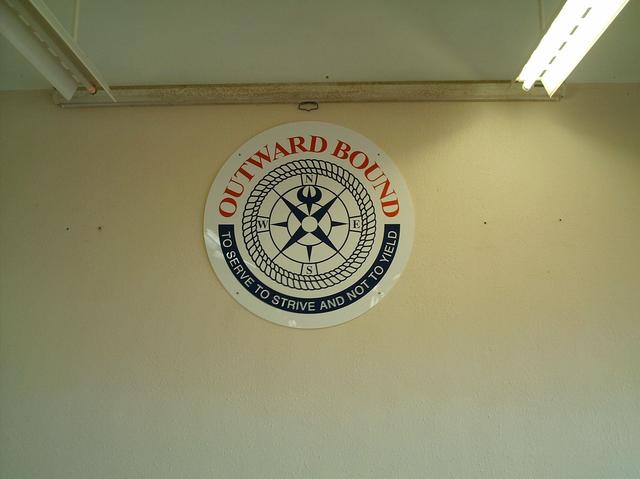 OUTWARD BOUND
N
W
E
S
TO SERVE TO STRIVE AND NOT TO YIELD